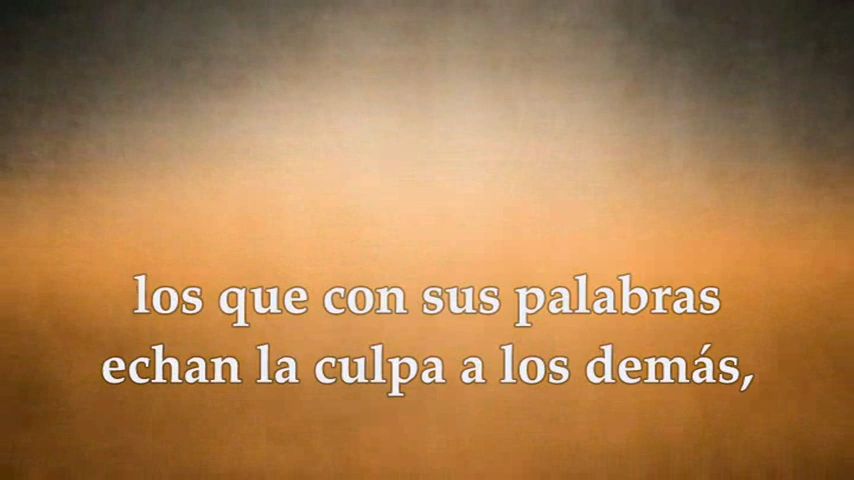 los que con sus palabras
echan la culpa a los demás,